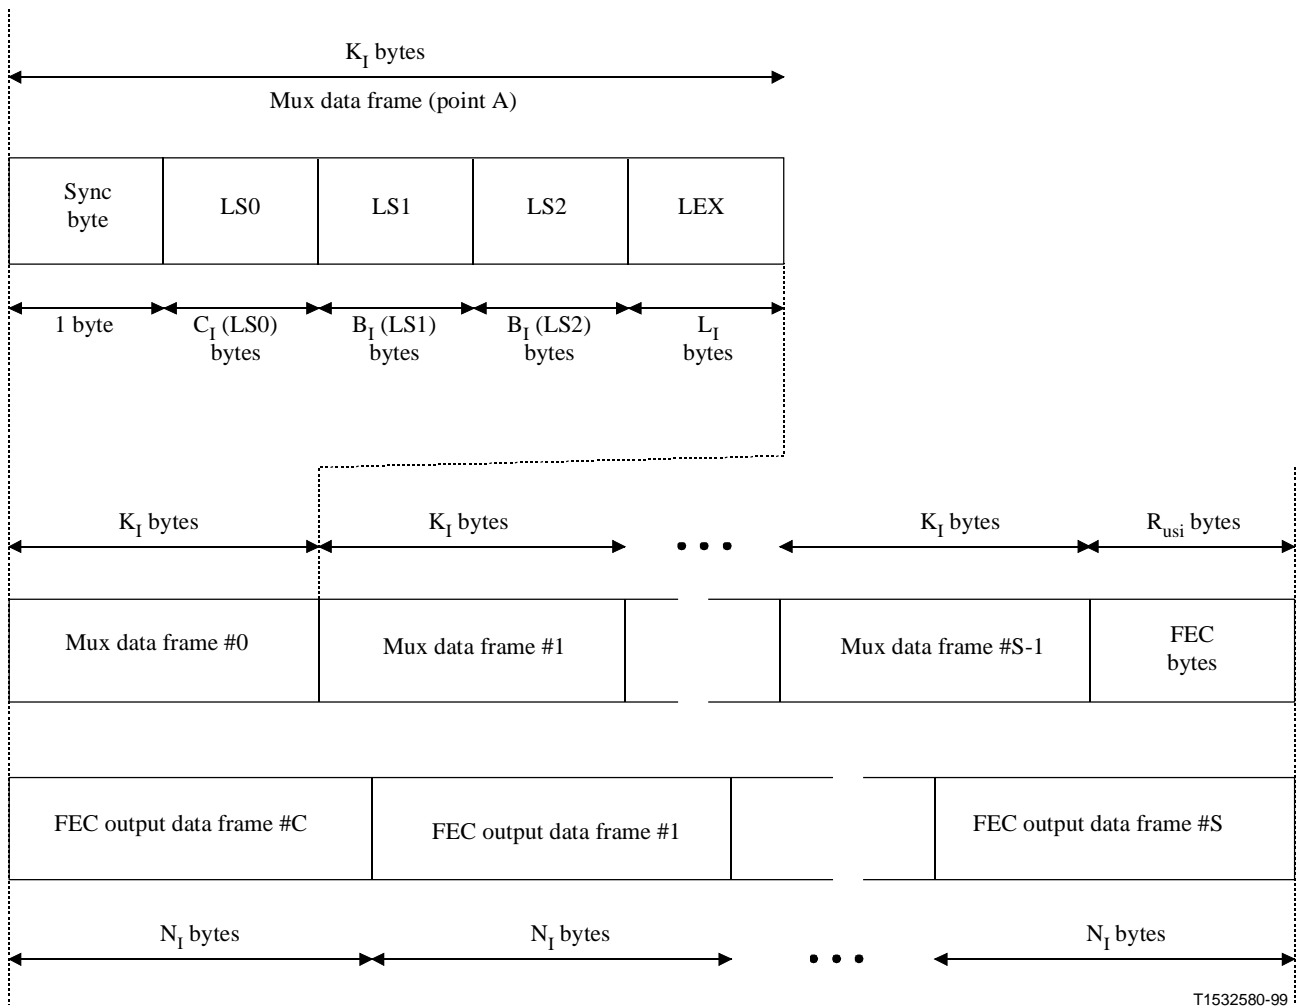 K_I bytes
Mux data frame (point A)
Sync
byte
LS0
LS1
LS2
LEX
1 byte
C_I (LS0)
bytes
B_I (LS1)
bytes
B_I (LS2)
bytes
L_I
bytes
K_I bytes
K_I bytes
• • •
K_I bytes
R_usi bytes
Mux data frame #0
Mux data frame #1
Mux data frame #S-1
FEC
bytes
FEC output data frame #C
FEC output data frame #1
FEC output data frame #S
N_I bytes
N_I bytes
• • •
N_I bytes
T1532580-99